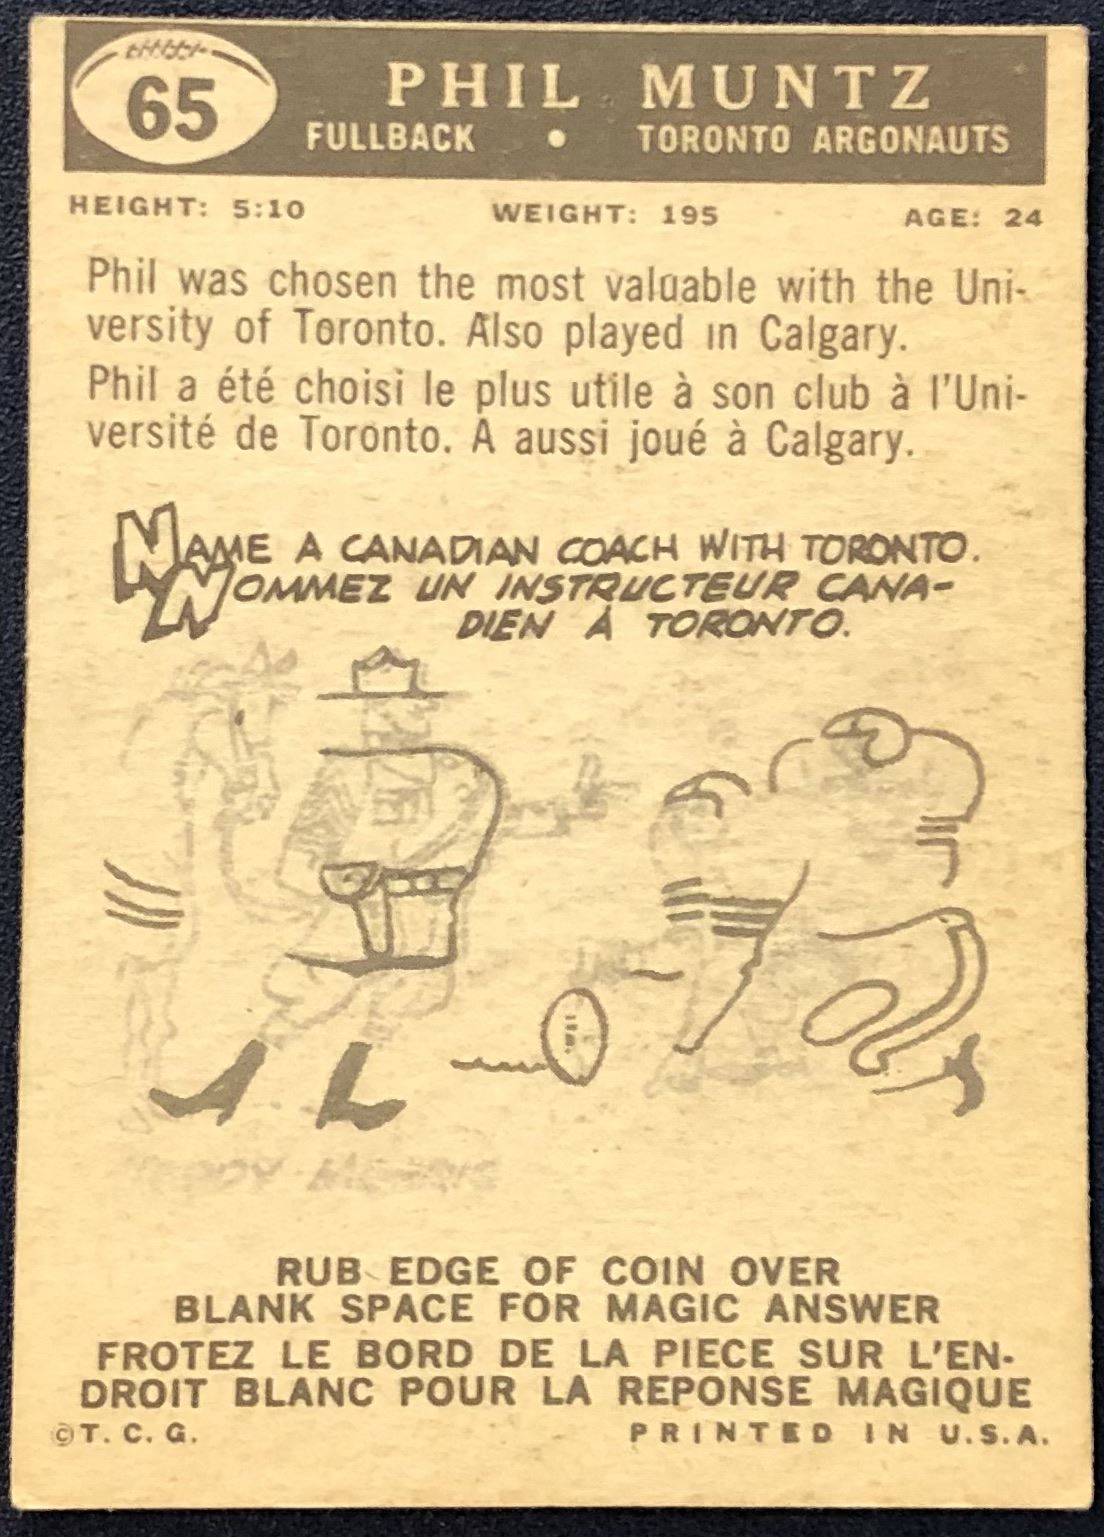 65
PHIL MUNTZ
FULLBACK • TORONTO ARGONAUTS
HEIGHT: 5:10 WEIGHT: 195 AGE: 24
Phil was chosen the most valuable with the Uni-
versity of Toronto. Also played in Calgary.
Phil a été choisi le plus utile à son club à l'Uni-
versité de Toronto. A aussi joué à Calgary.
NAME A CANADIAN COACH WITH TORONTO.
NOMMEZ UN INSTRUCTEUR CANA-
DIEN À TORONTO.
RUB EDGE OF COIN OVER
BLANK SPACE FOR MAGIC ANSWER
FROTEZ LE BORD DE LA PIECE SUR L'EN-
DROIT BLANC POUR LA REPONSE MAGIQUE
©T. C. G. PRINTED IN U.S.A.